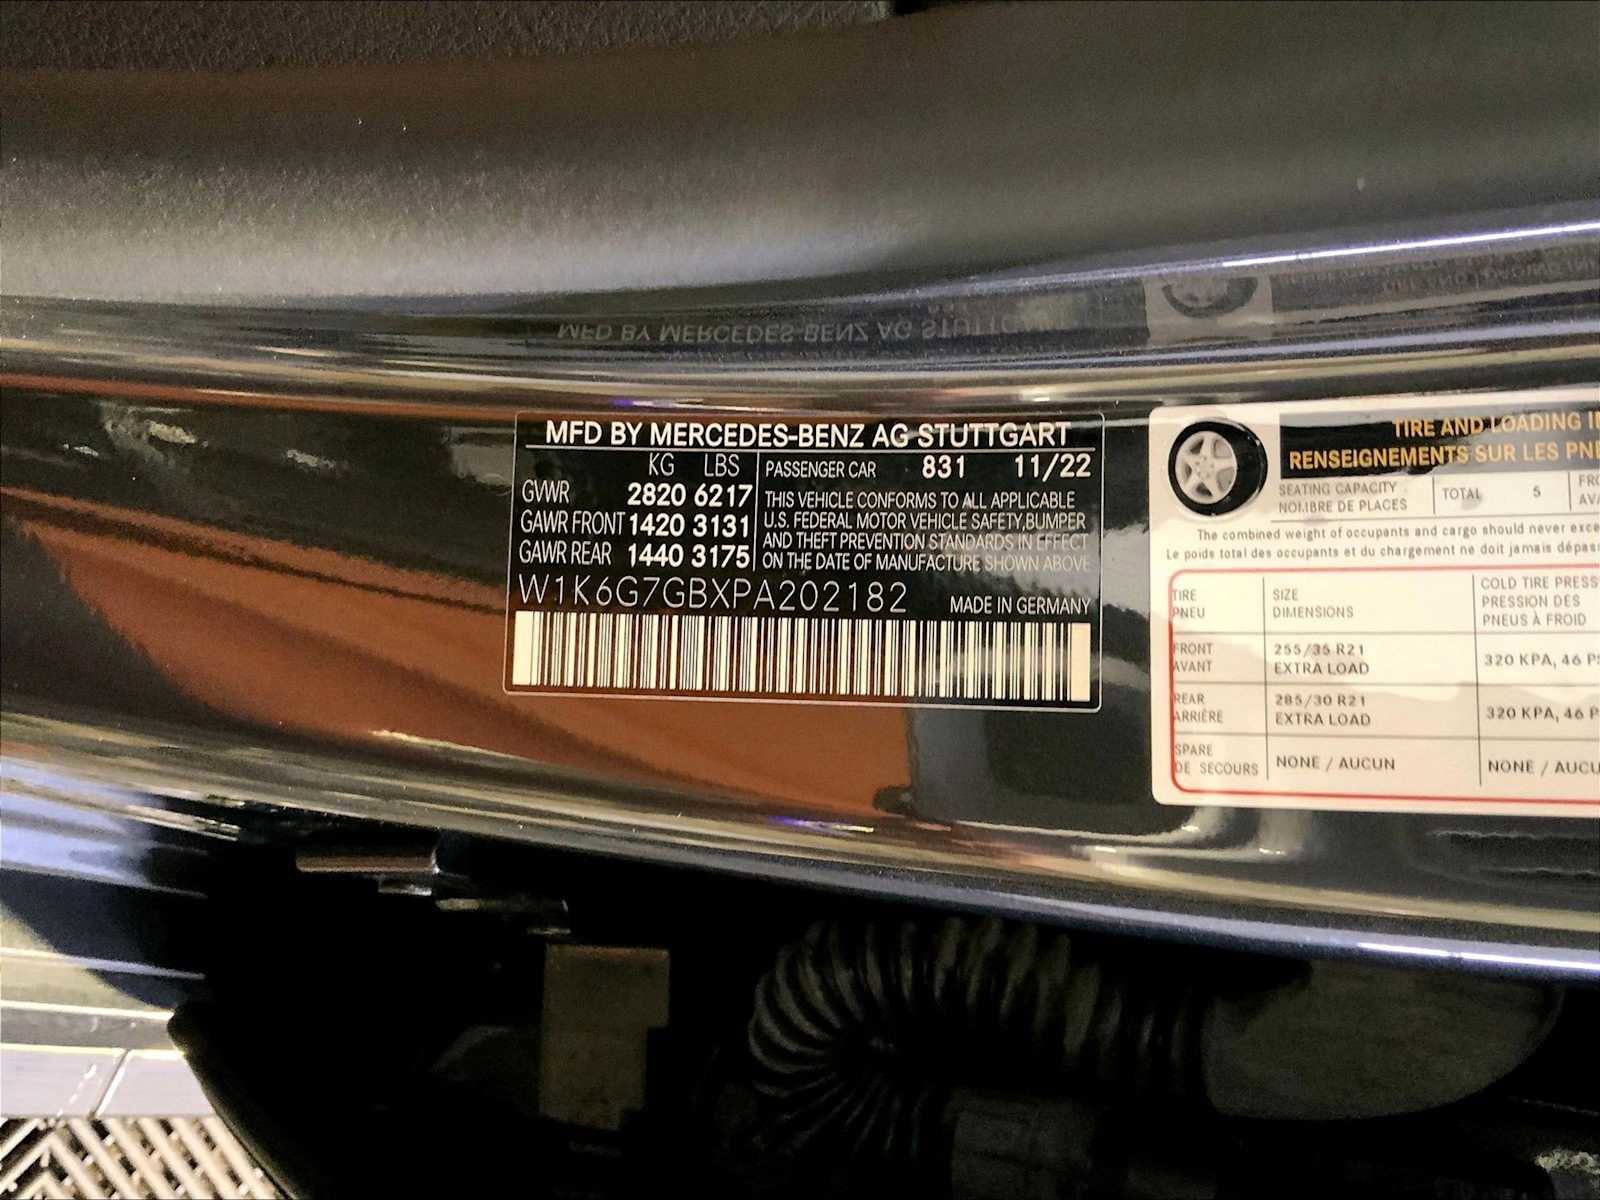 MFD BY MERCEDES-BENZ AG STUTTGART
MFD BY MERCEDES-BENZ AG STUTTGART
KG LBS
GVWR 2820 6217
GAWR FRONT 1420 3131
GAWR REAR 1440 3175
PASSENGER CAR 831 11/22
THIS VEHICLE CONFORMS TO ALL APPLICABLE
U.S. FEDERAL MOTOR VEHICLE SAFETY,BUMPER
AND THEFT PREVENTION STANDARDS IN EFFECT
ON THE DATE OF MANUFACTURE SHOWN ABOVE
W1K6G7GBXPA202182
MADE IN GERMANY
TIRE AND LOADING
RENSEIGNEMENTS SUR LES
SEATING CAPACITY
NOMBRE DE PLACES
TOTAL 5
The combined weight of occupants and cargo should never
Le poids total des occupants et du chargement ne doit jamais
TIRE
PNEU
SIZE
DIMENSIONS
COLD TIRE
PRESSION DES
PNEUS À FROID
FRONT
AVANT
255/35 R21
EXTRA LOAD
320 KPA, 46
REAR
ARRIÈRE
285/30 R21
EXTRA LOAD
320 KPA, 46
SPARE
DE SECOURS
NONE / AUCUN
NONE /